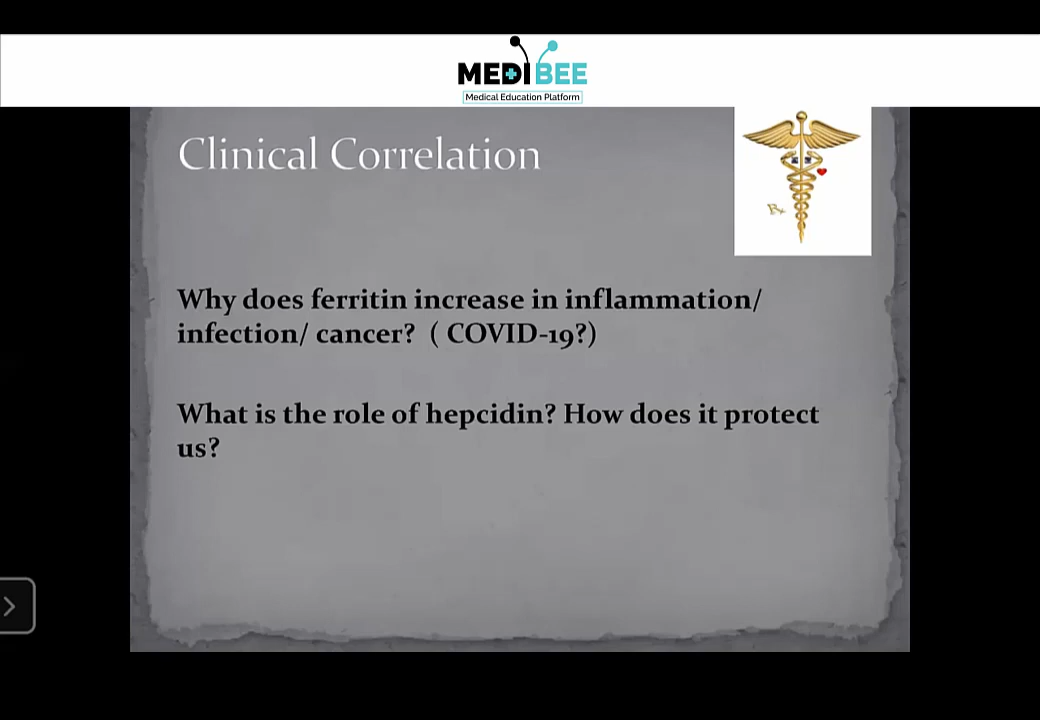 MEDIBEE
Medical Education Platform
Clinical Correlation
Rx
Why does ferritin increase in inflammation/
infection/ cancer? ( COVID-19?)
What is the role of hepcidin? How does it protect
us?